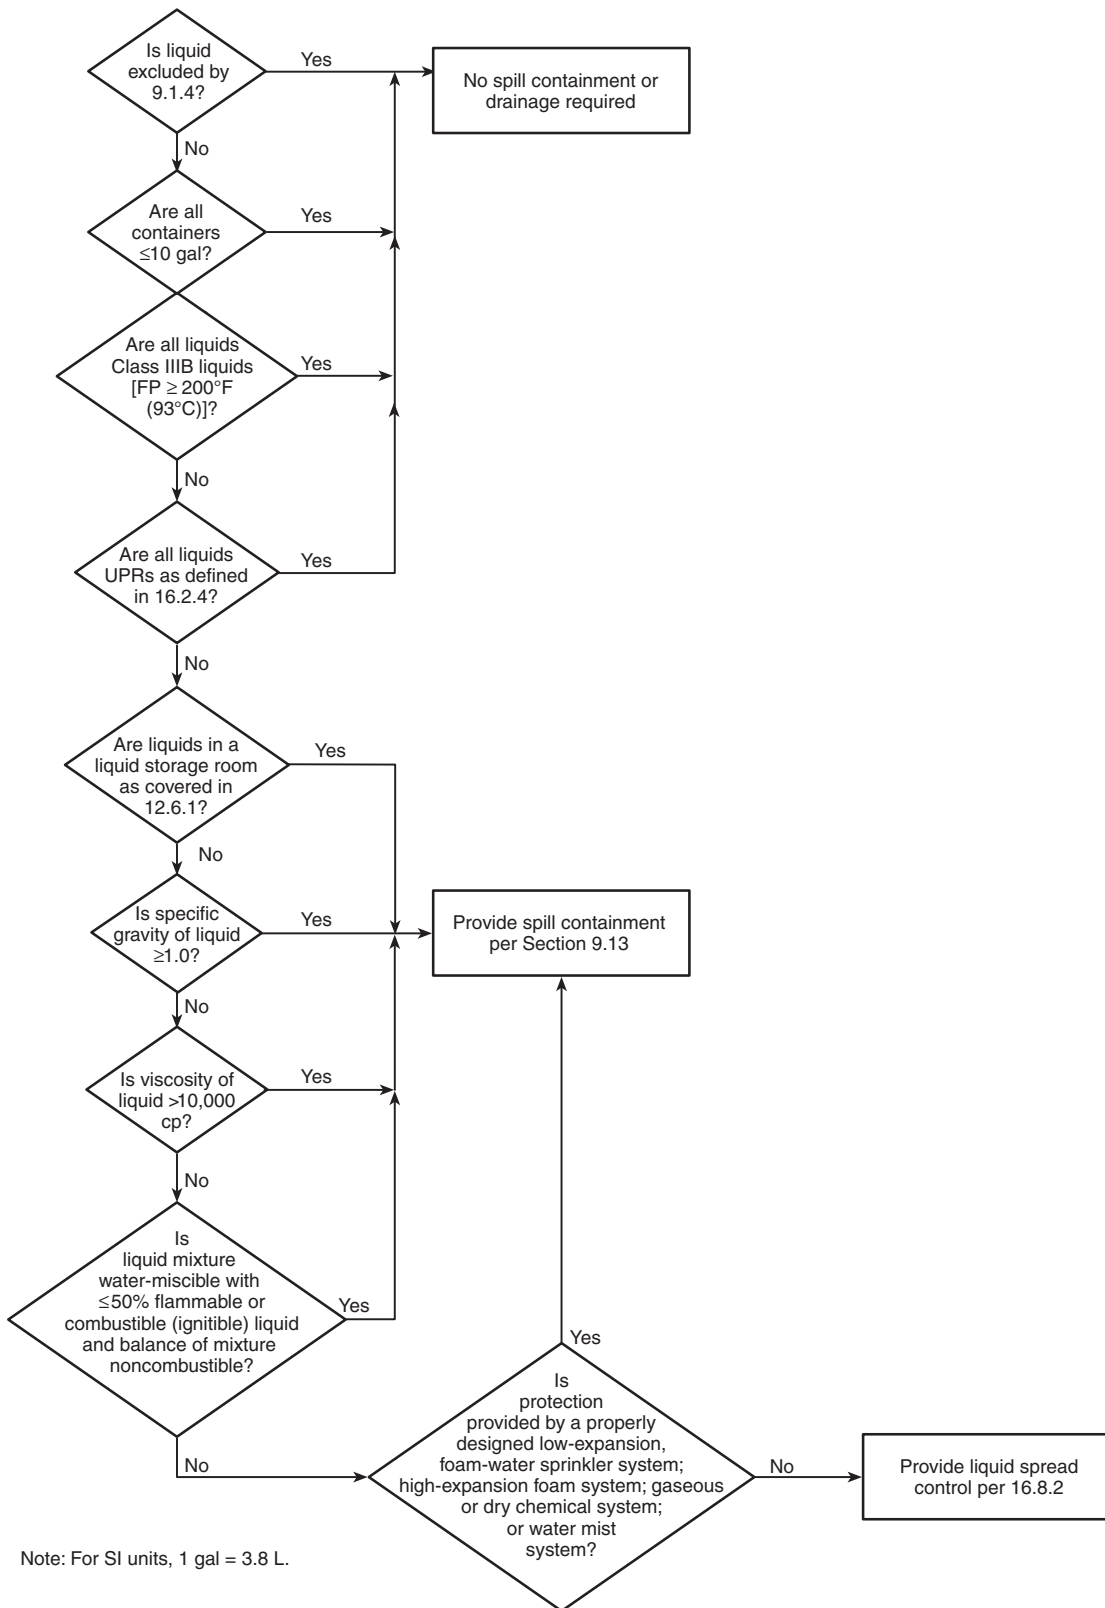 Is liquid
excluded by
9.1.4?
Yes
No spill containment or
drainage required
No
Are all
containers
≤10 gal?
Yes
Are all liquids
Class IIIB liquids
[FP ≥ 200°F
(93°C)]?
Yes
No
Are all liquids
UPRs as defined
in 16.2.4?
Yes
No
Are liquids in a
liquid storage room
as covered in
12.6.1?
Yes
No
Is specific
gravity of liquid
≥1.0?
Yes
Provide spill containment
per Section 9.13
No
Is viscosity of
liquid >10,000
cp?
Yes
No
Is
liquid mixture
water-miscible with
≤50% flammable or
combustible (ignitible) liquid
and balance of mixture
noncombustible?
Yes
No
Yes
Is
protection
provided by a properly
designed low-expansion,
foam-water sprinkler system;
high-expansion foam system; gaseous
or dry chemical system;
or water mist
system?
No
Provide liquid spread
control per 16.8.2
Note: For SI units, 1 gal = 3.8 L.